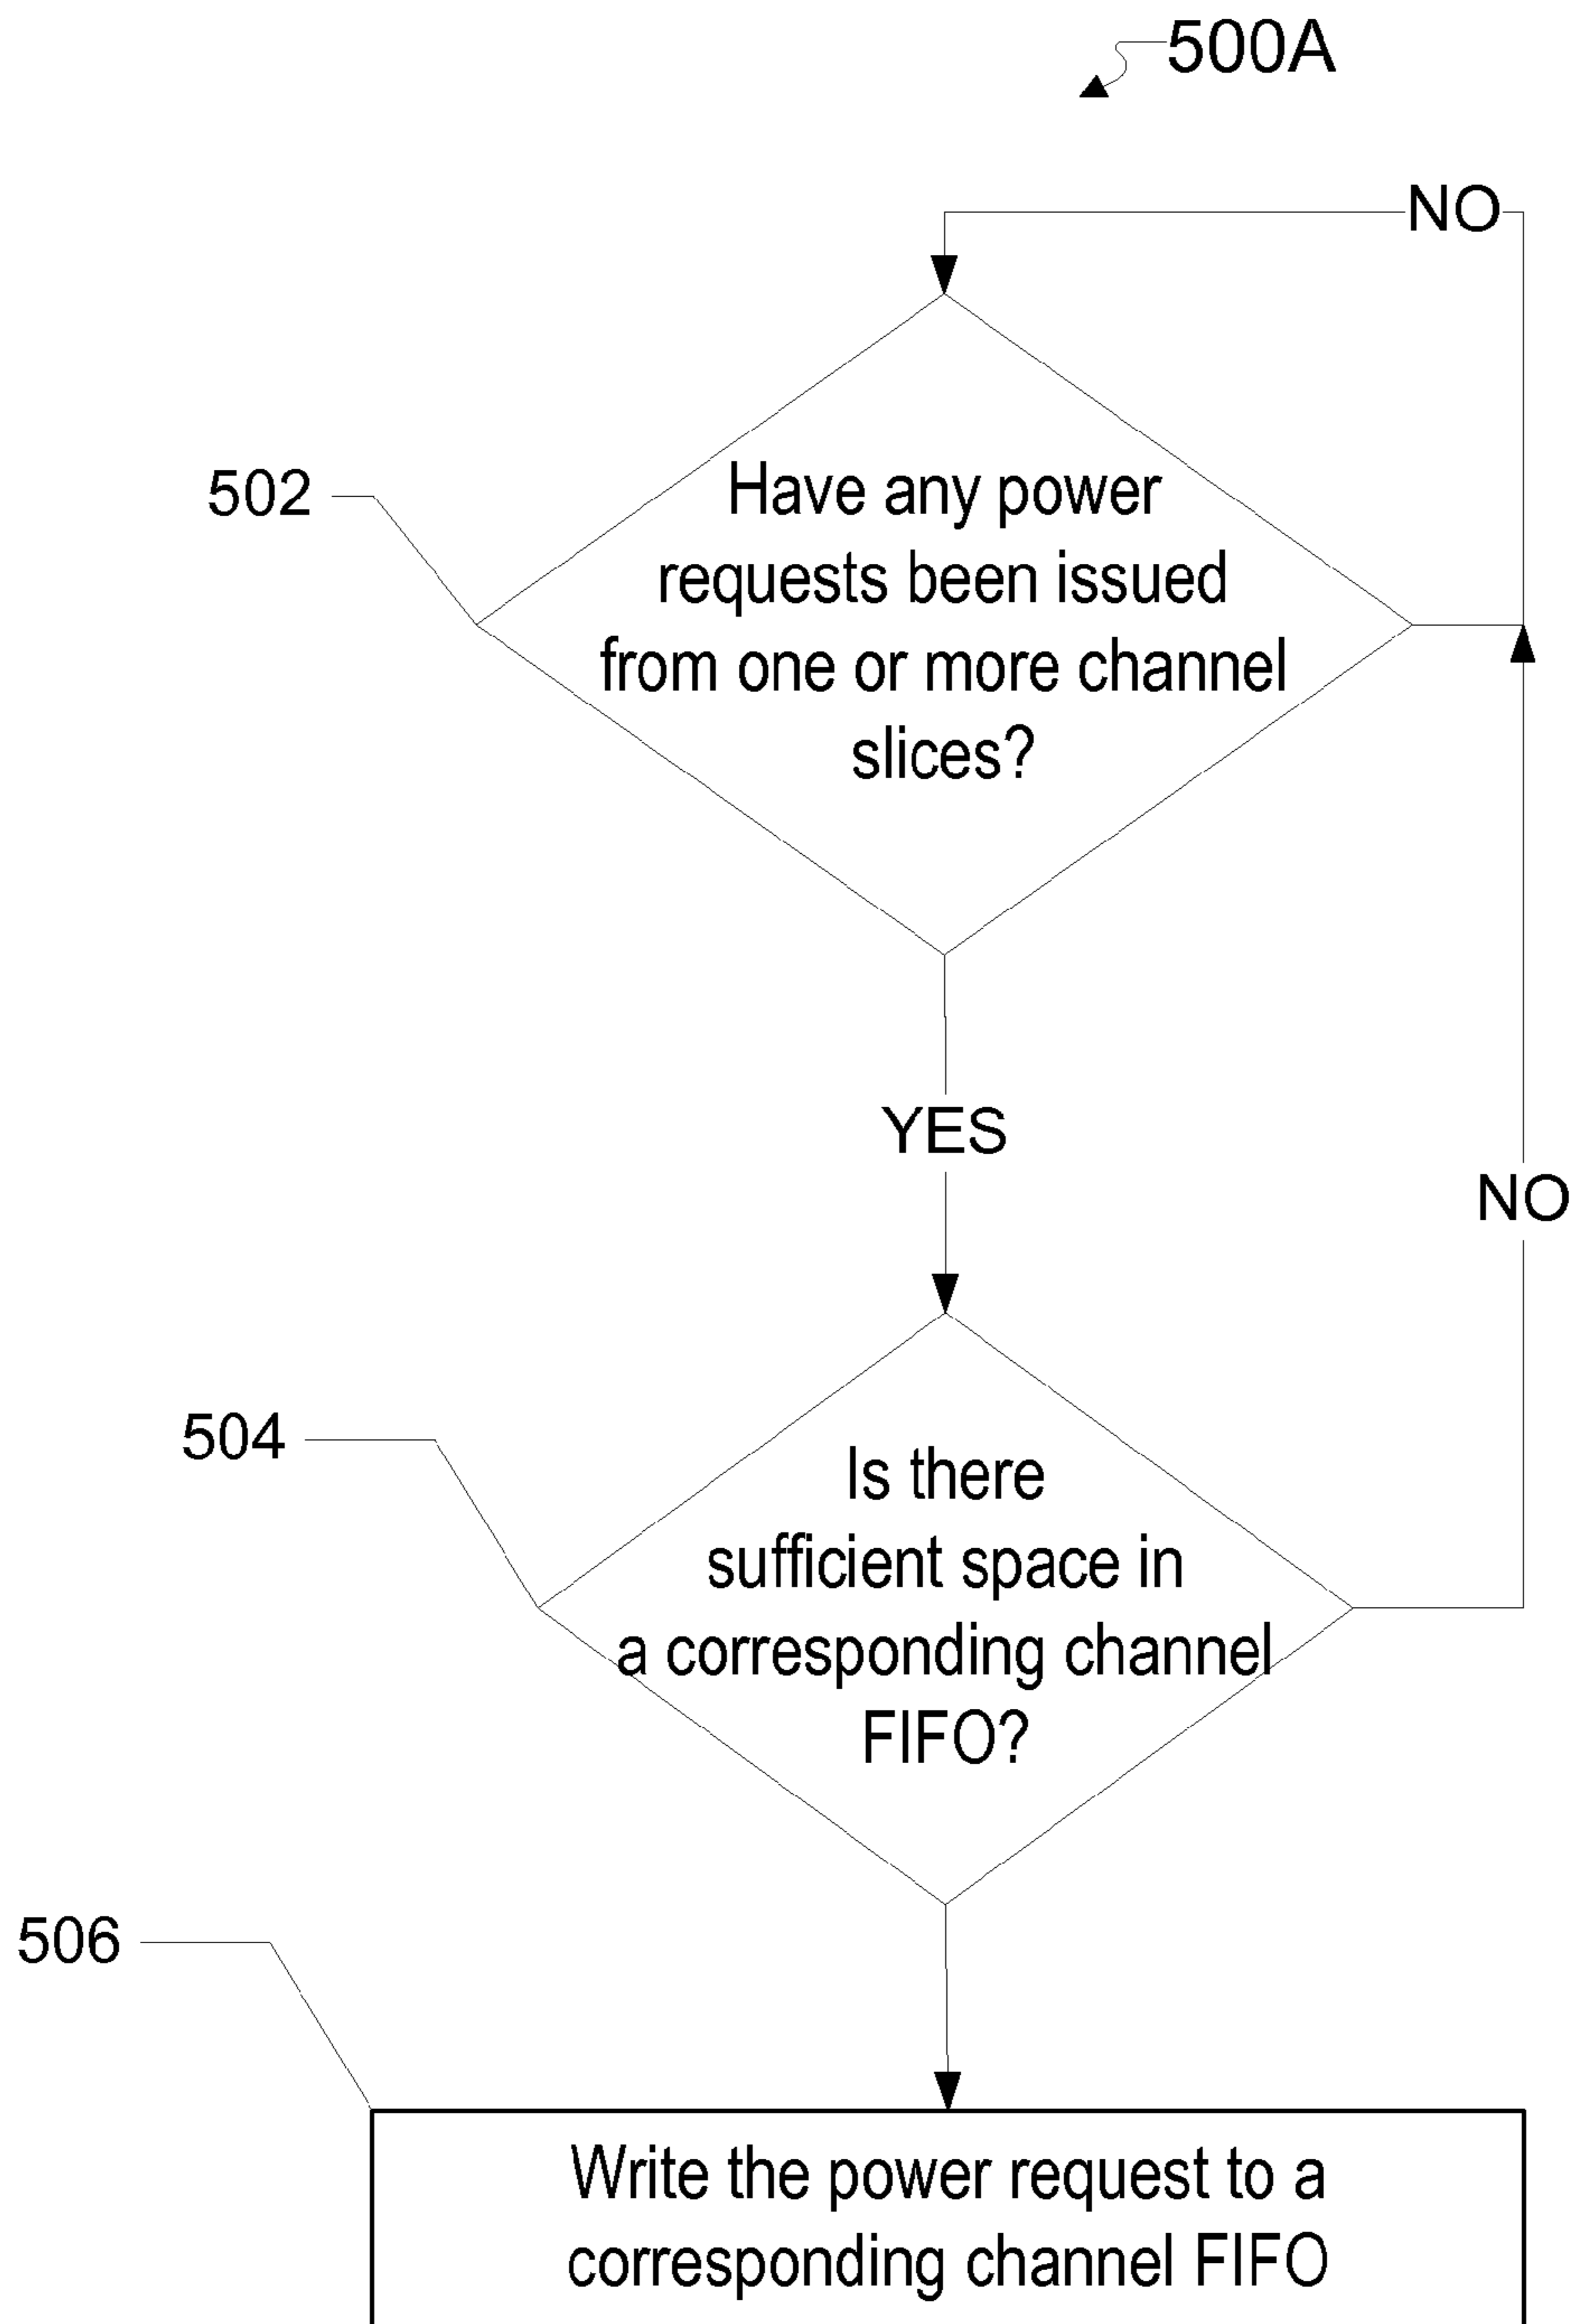 500A
NO
502
Have any power
requests been issued
from one or more channel
slices?
YES
NO
504
Is there
sufficient space in
a corresponding channel
FIFO?
506
Write the power request to a
corresponding channel FIFO